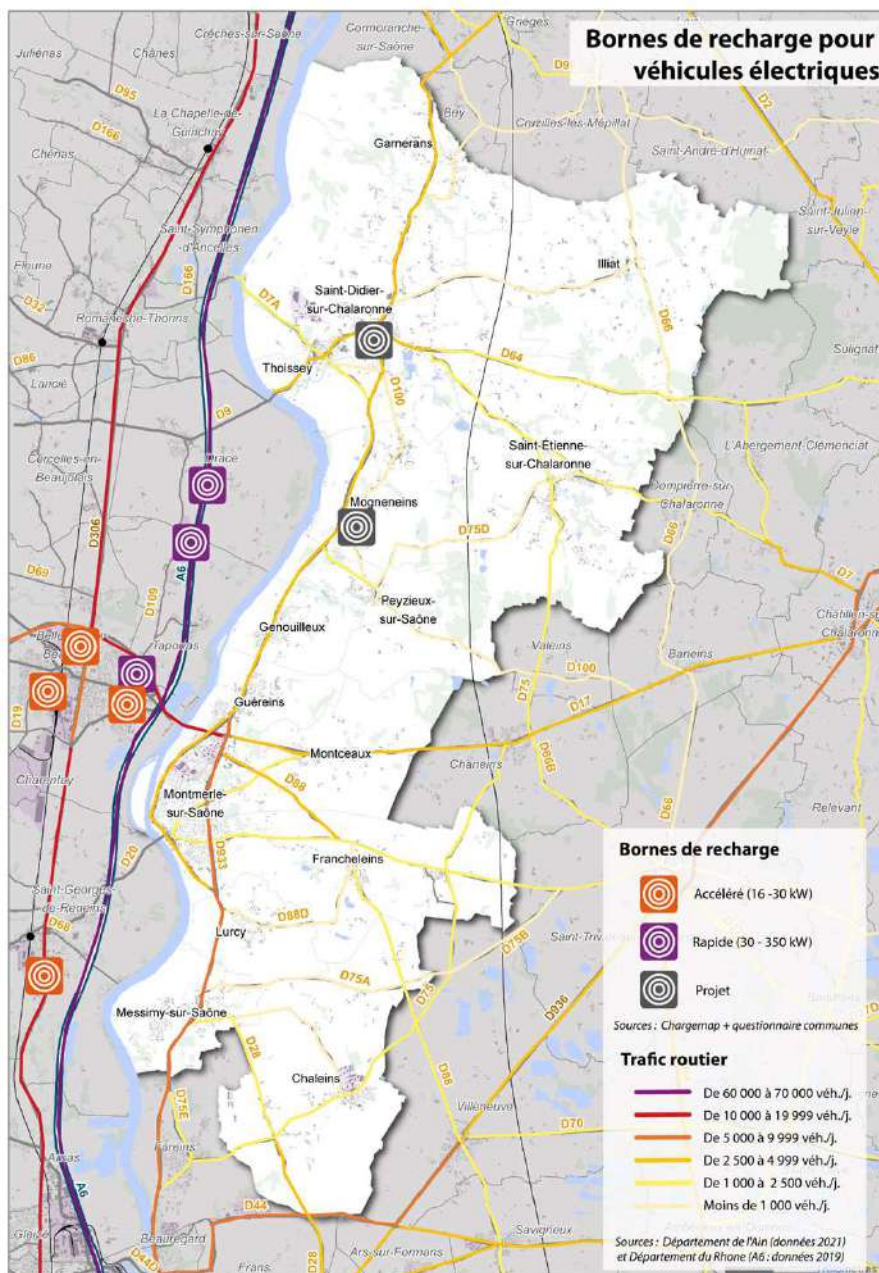 Bornes de recharge pour
véhicules électriques
Crêches-sur-Saône
Cormoranche-
sur-Saône
Grièges
Juliénas
Chânes
D95
La Chapelle-de-
Guinchay
D166
Chénas
Bey
Cruzilles-lès-Mépillat
D2
Garnerans
Saint-André-d'Huiriat
Saint-Julien-
sur-Veyle
Saint-Symphorien
-d'Ancelles
Fleurie
D166
Illiat
D7A
Saint-Didier-
sur-Chalaronne
D32
Romanèche-Thorins
D66
Sulignat
D86
Thoissey
D64
Lancié
D100
D9
L'Abergement-Clémenciat
Saint-Etienne-
sur-Chalaronne
Cercelles-en-
Beaujolais
Dracé
Dompierre-sur-
Chalaronne
Mogneneins
D306
D75D
D66
A6
D69
D109
D7
Peyzieux-
sur-Saône
Châtillon-sur-
Chalaronne
Genouilleux
Taponas
Valeins
Baneins
D100
D19
D75
D17
Guéreins
Montceaux
D66B
Chaneins
Charentay
D88
Relevant
Montmerle-
sur-Saône
D66
D20
D933
Francheleins
Saint-Georges-
de-Reneins
D88D
D68
Lurcy
D75B
D75A
D75
D936
Messimy-sur-Saône
D28
Chaleins
D88
D75E
Villeneuve
D70
Fareins
Arnas
A6
D44
Beauregard
D44D
Frans
D28
Ars-sur-Formans
Savigneux
Bornes de recharge
Accéléré (16 -30 kW)
Rapide (30 - 350 kW)
Projet
Sources : Chargemap + questionnaire communes
Trafic routier
De 60 000 à 70 000 véh./j.
De 10 000 à 19 999 véh./j.
De 5 000 à 9 999 véh./j.
De 2 500 à 4 999 véh./j.
De 1 000 à 2 500 véh./j.
Moins de 1 000 véh./j.
Sources : Département de l'Ain (données 2021)
et Département du Rhone (A6 : données 2019)